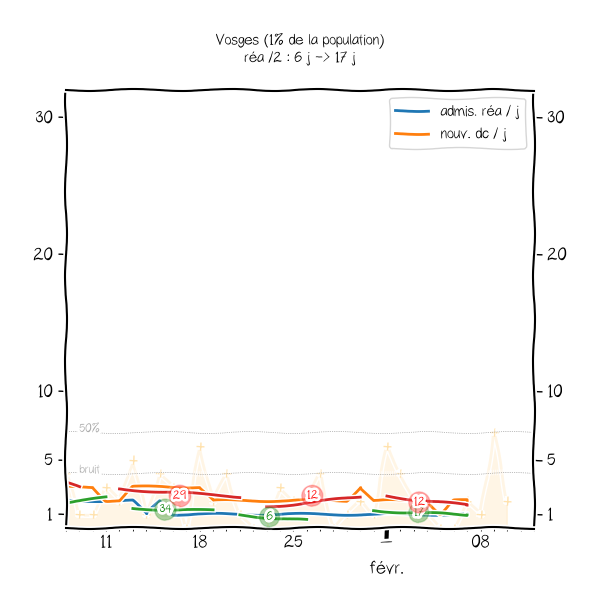 Vosges (1% de la population)
réa /2 : 6 j -> 17 j
admis. réa / j
nouv. dc / j
30 30
20 20
10 10
50%
5 5
bruit
29 12 12
34 6 17
1 1
11 18 25 1 08
févr.